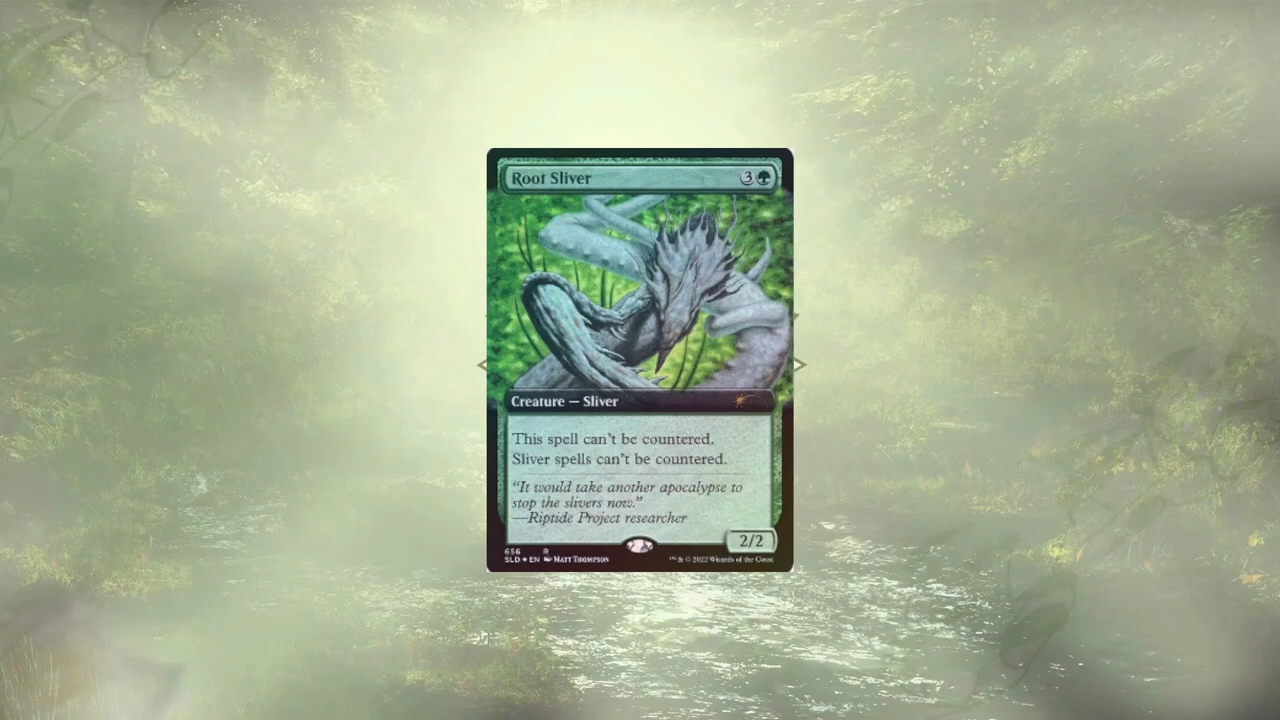 Root Sliver 3
Creature — Sliver
This spell can't be countered.
Sliver spells can't be countered.
"It would take another apocalypse to
stop the slivers now."
—Riptide Project researcher
2/2
656 R
SLD ★ EN Matt Thompson
™ & © 2022 Wizards of the Coast